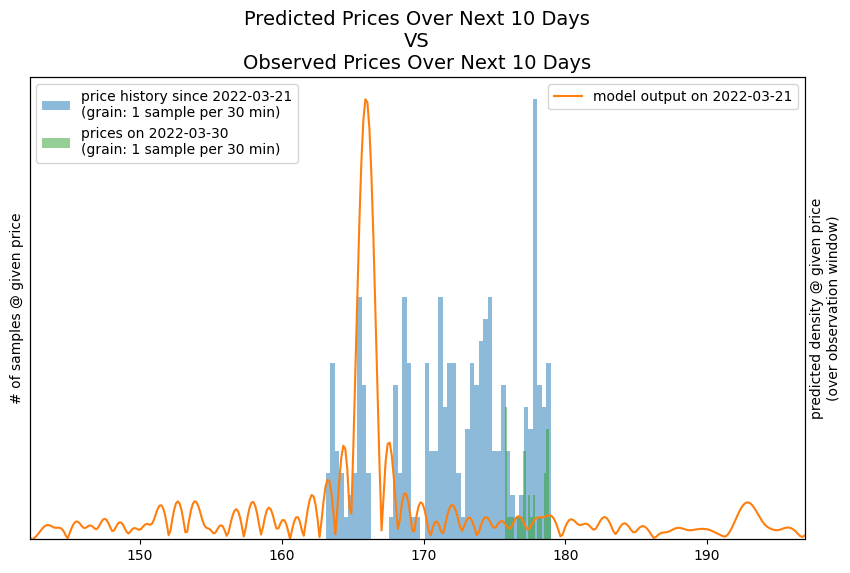 Predicted Prices Over Next 10 Days
VS
Observed Prices Over Next 10 Days
price history since 2022-03-21
(grain: 1 sample per 30 min)
prices on 2022-03-30
(grain: 1 sample per 30 min)
model output on 2022-03-21
# of samples @ given price
predicted density @ given price
(over observation window)
150
160
170
180
190